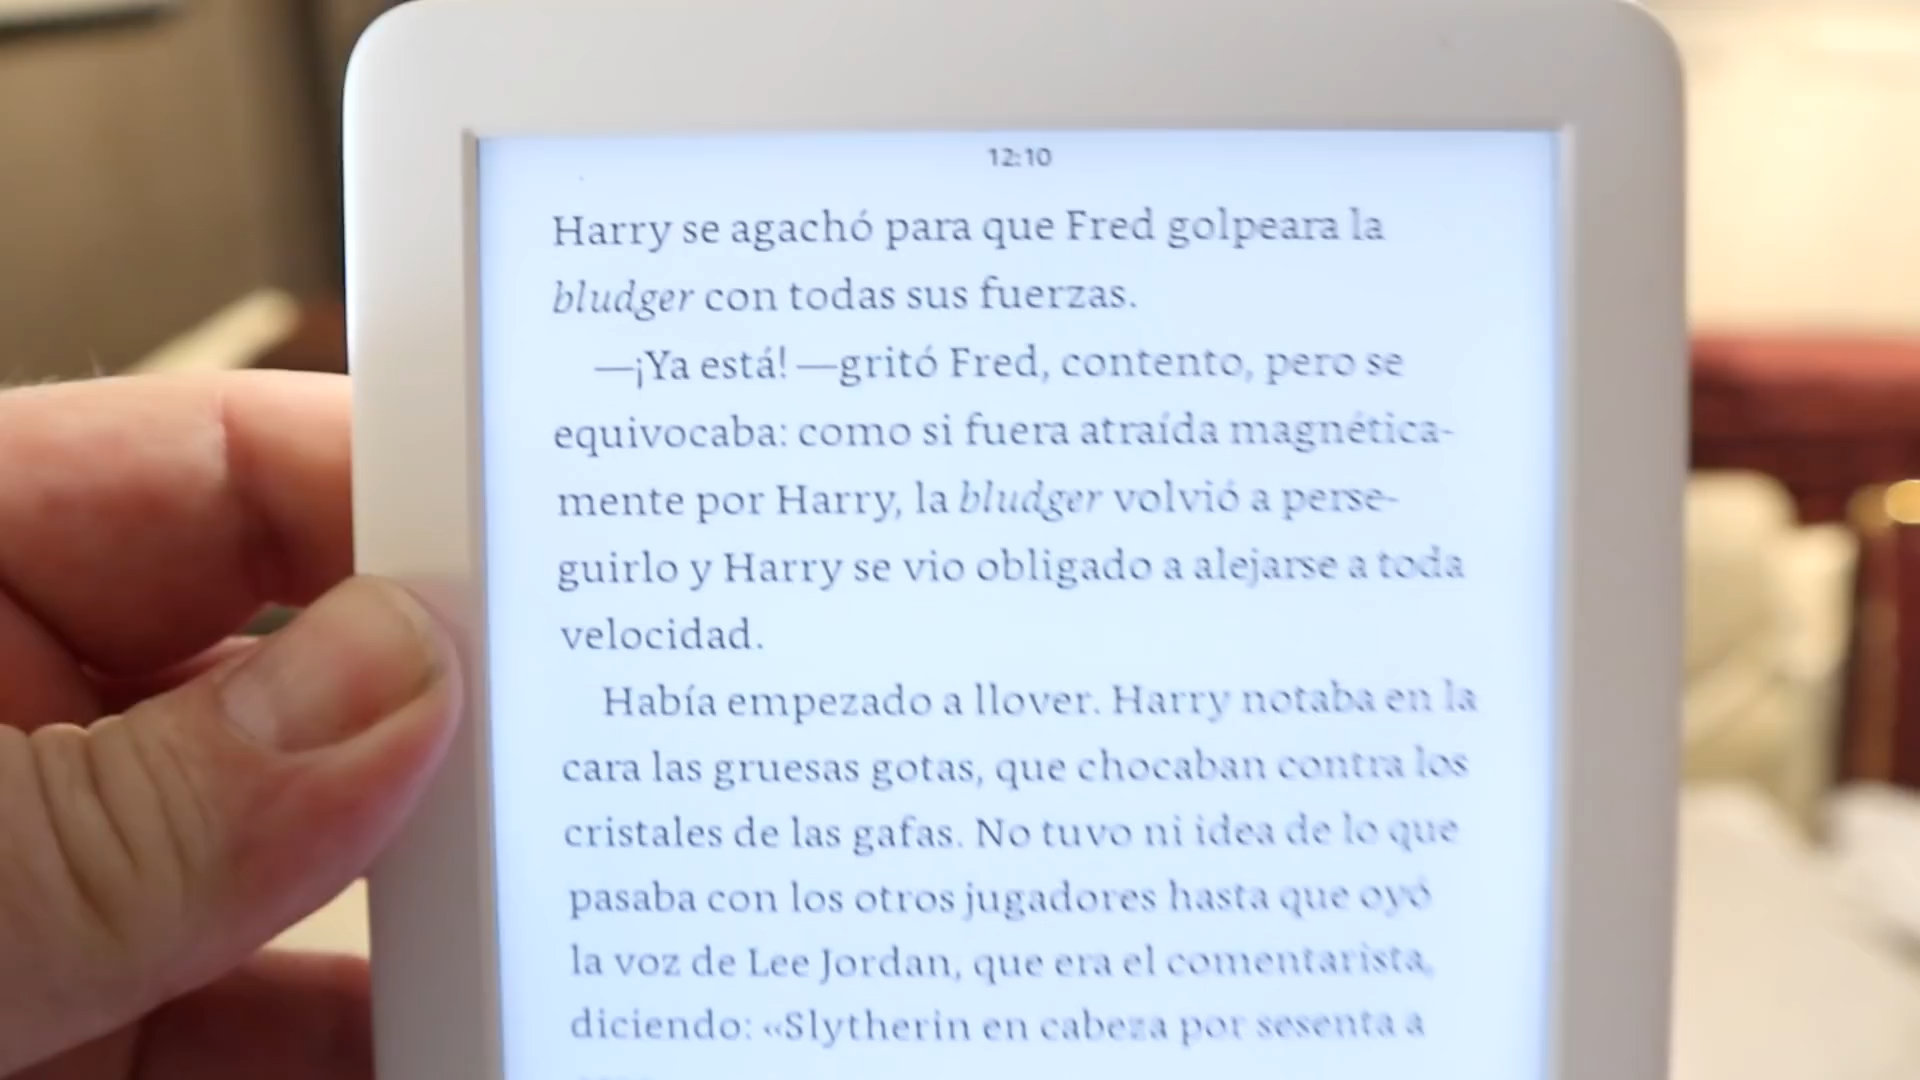 12:10
Harry se agachó para que Fred golpeara la
bludger con todas sus fuerzas.
—¡Ya está! —gritó Fred, contento, pero se
equivocaba: como si fuera atraída magnética-
mente por Harry, la bludger volvió a perse-
guirlo y Harry se vio obligado a alejarse a toda
velocidad.
Había empezado a llover. Harry notaba en la
cara las gruesas gotas, que chocaban contra los
cristales de las gafas. No tuvo ni idea de lo que
pasaba con los otros jugadores hasta que oyó
la voz de Lee Jordan, que era el comentarista,
diciendo: «Slytherin en cabeza por sesenta a